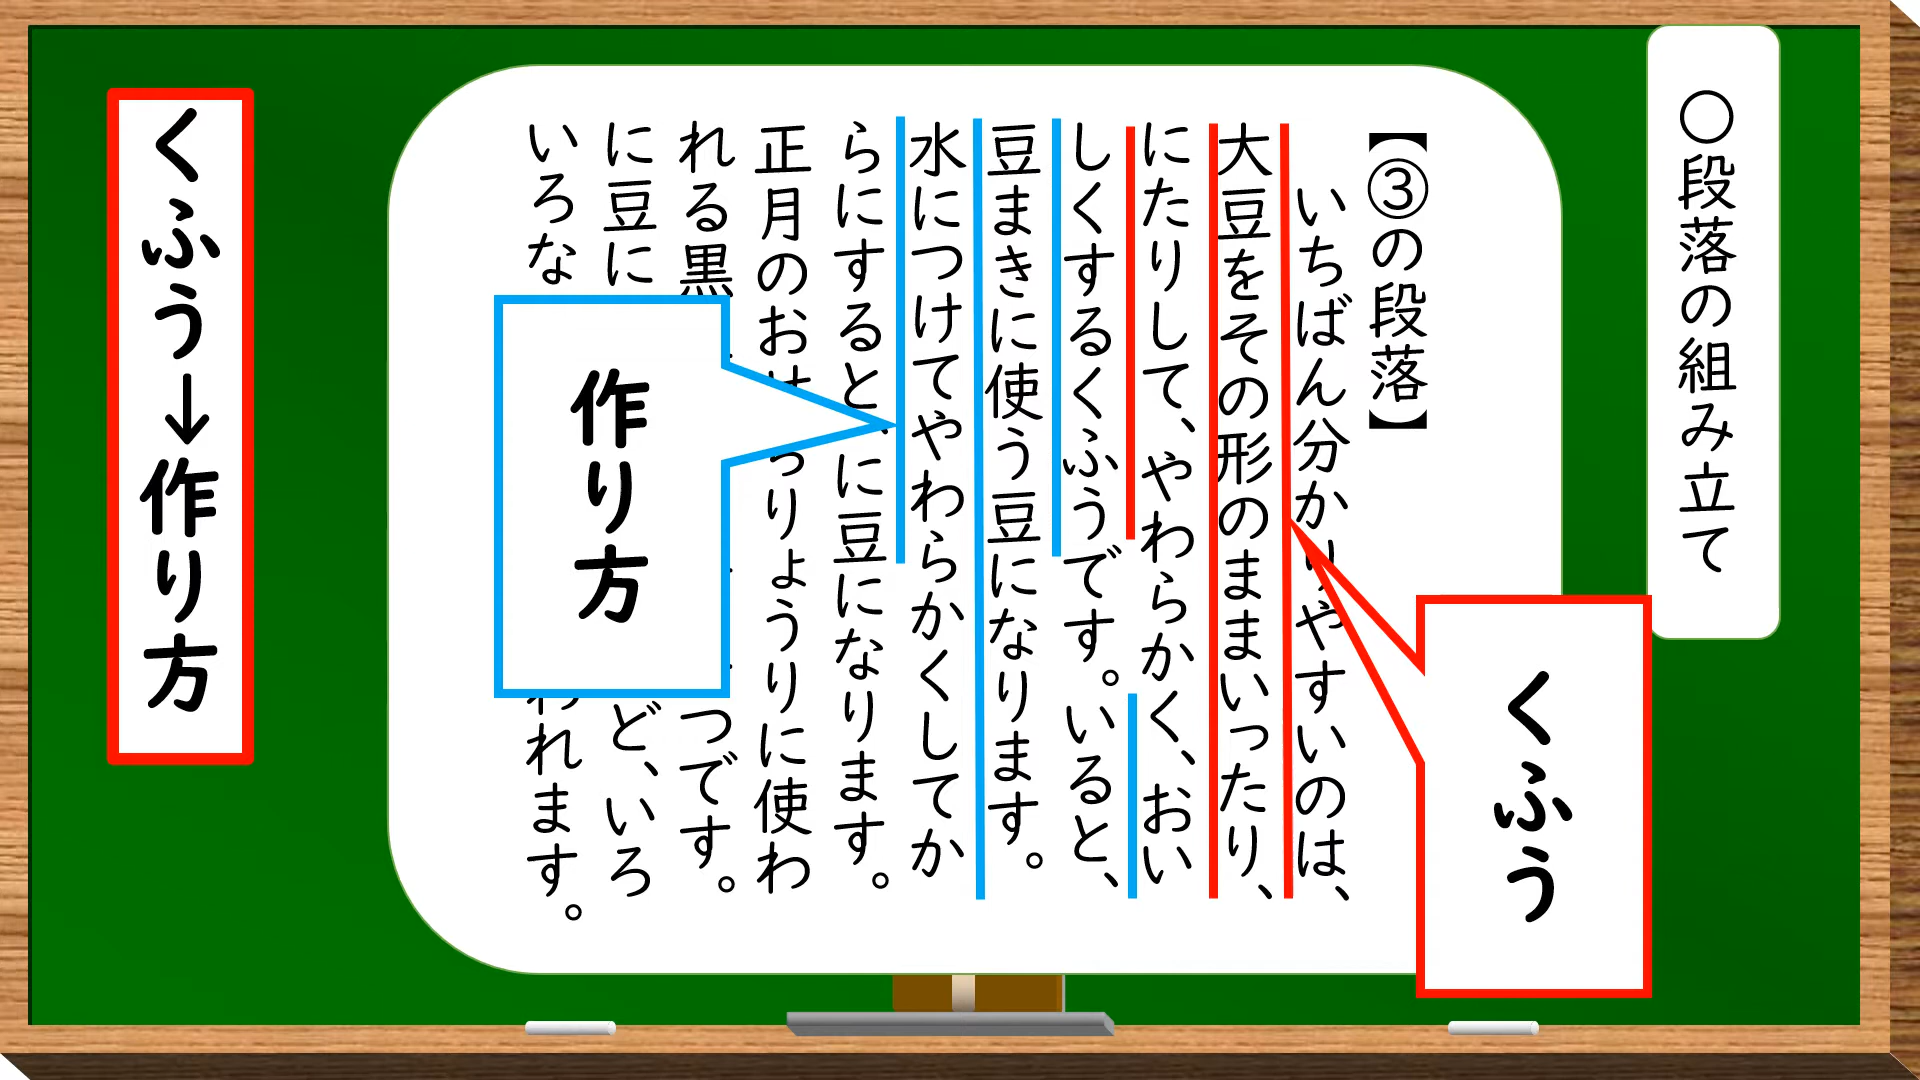 ○段落の組み立て
【③の段落】
いちばん分かりやすいのは、
大豆をその形のままいったり、
にたりして、やわらかく、おい
しくするくふうです。いると、
豆まきに使う豆になります。
水につけてやわらかくしてか
らにすると、に豆になります。
正月のおせちりょうりに使わ
れる黒 つです。
に豆に ど、いろ
いろな われます。
くふう
作り方
くふう→作り方